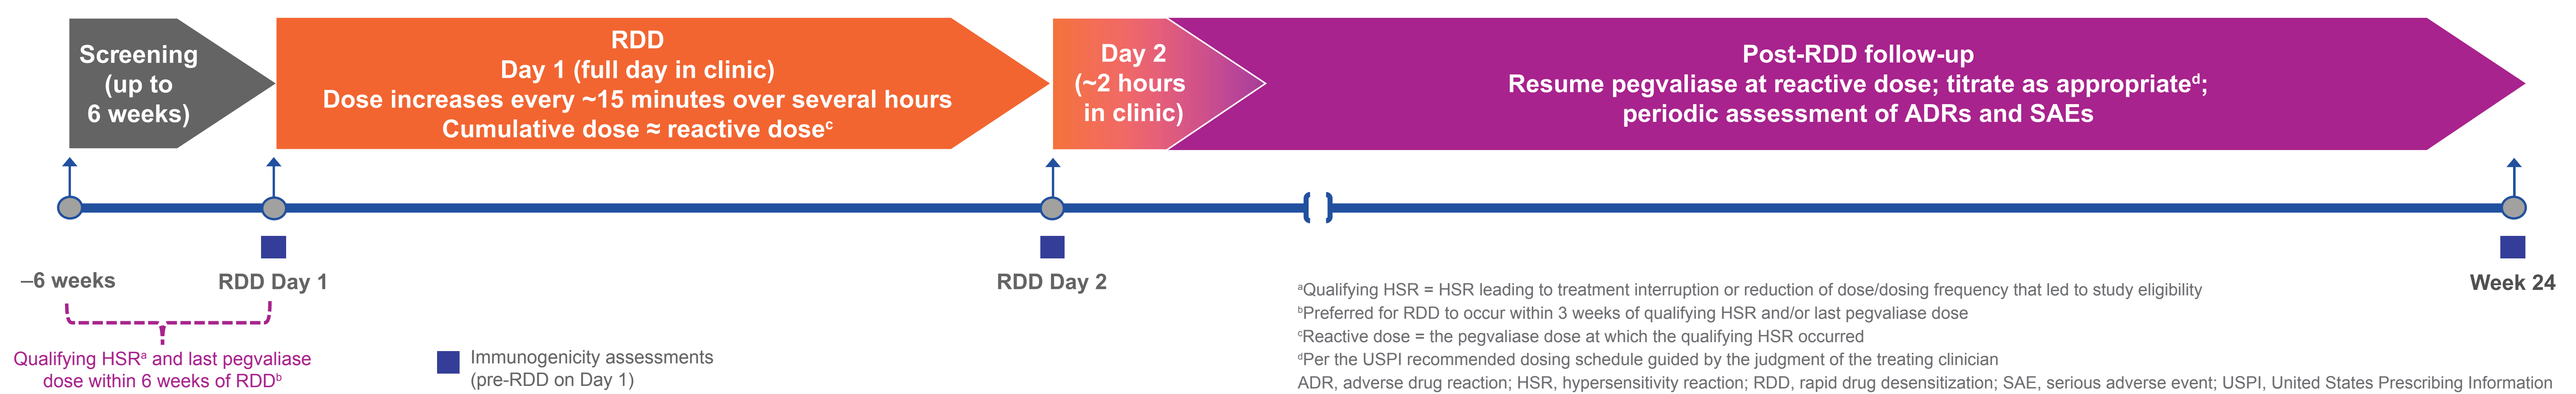 Screening
(up to
6 weeks)
RDD
Day 1 (full day in clinic)
Dose increases every ~15 minutes over several hours
Cumulative dose ≈ reactive doseᶜ
Day 2
(~2 hours
in clinic)
Post-RDD follow-up
Resume pegvaliase at reactive dose; titrate as appropriateᵈ;
periodic assessment of ADRs and SAEs
–6 weeks
RDD Day 1
RDD Day 2
Week 24
Qualifying HSRᵃ and last pegvaliase
dose within 6 weeks of RDDᵇ
Immunogenicity assessments
(pre-RDD on Day 1)
ᵃQualifying HSR = HSR leading to treatment interruption or reduction of dose/dosing frequency that led to study eligibility
ᵇPreferred for RDD to occur within 3 weeks of qualifying HSR and/or last pegvaliase dose
ᶜReactive dose = the pegvaliase dose at which the qualifying HSR occurred
ᵈPer the USPI recommended dosing schedule guided by the judgment of the treating clinician
ADR, adverse drug reaction; HSR, hypersensitivity reaction; RDD, rapid drug desensitization; SAE, serious adverse event; USPI, United States Prescribing Information